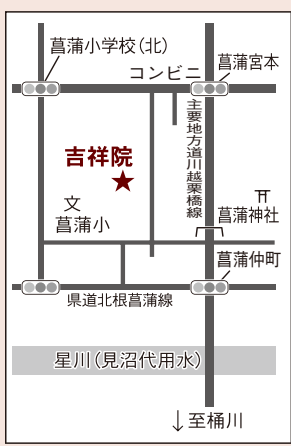 菖蒲小学校(北)
コンビニ
菖蒲宮本
主要地方道川越栗橋線
吉祥院
文
菖蒲小
菖蒲神社
菖蒲仲町
県道北根菖蒲線
星川(見沼代用水)
↓至桶川